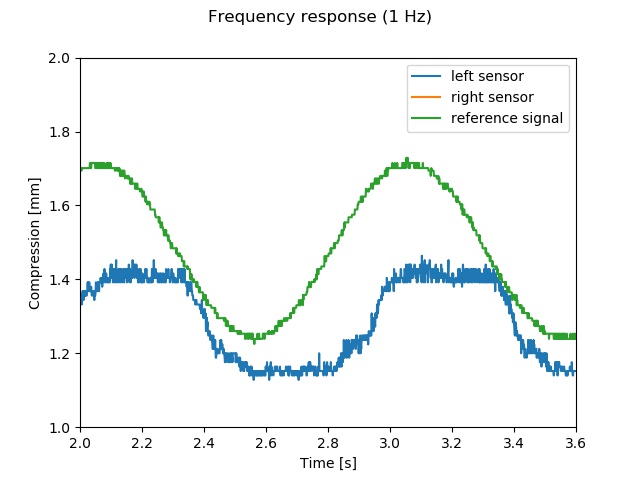 Frequency response (1 Hz)
2.0
1.8
1.6
1.4
1.2
1.0
Compression [mm]
left sensor
right sensor
reference signal
2.0 2.2 2.4 2.6 2.8 3.0 3.2 3.4 3.6
Time [s]